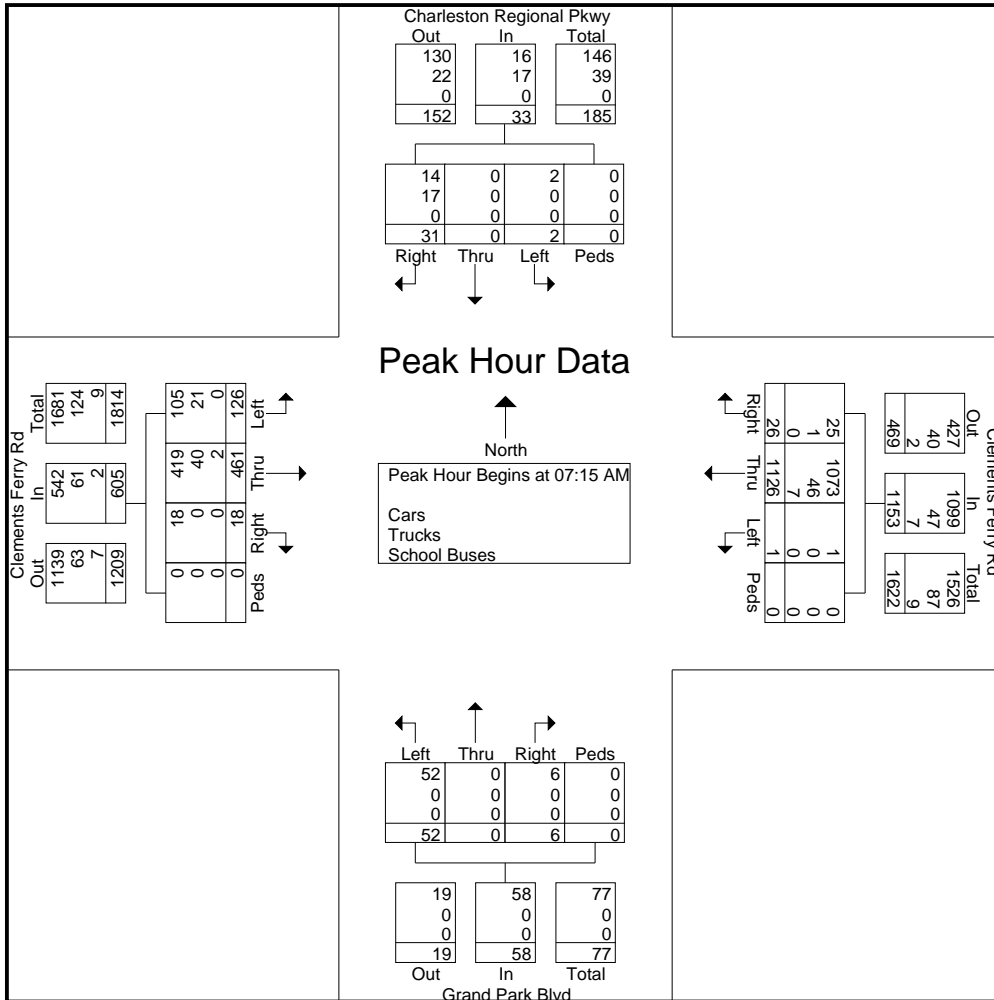 Charleston Regional Pkwy
Out In Total
130 16 146
22 17 39
0 0 0
152 33 185
14 0 2 0
17 0 0 0
0 0 0 0
31 0 2 0
Right Thru Left Peds
Peak Hour Data
North
Peak Hour Begins at 07:15 AM
Cars
Trucks
School Buses
Clements Ferry Rd
Total In Out
1681 542 1139
124 61 63
9 2 7
1814 605 1209
105 419 18 0
21 40 0 0
0 2 0 0
126 461 18 0
Left Thru Right Peds
Clements Ferry Rd
Out In Total
427 1099 1526
40 47 87
2 7 9
469 1153 1622
25 1073 1 0
1 46 0 0
0 7 0 0
26 1126 1 0
Right Thru Left Peds
Left Thru Right Peds
52 0 6 0
0 0 0 0
0 0 0 0
52 0 6 0
19 58 77
0 0 0
0 0 0
19 58 77
Out In Total
Grand Park Blvd